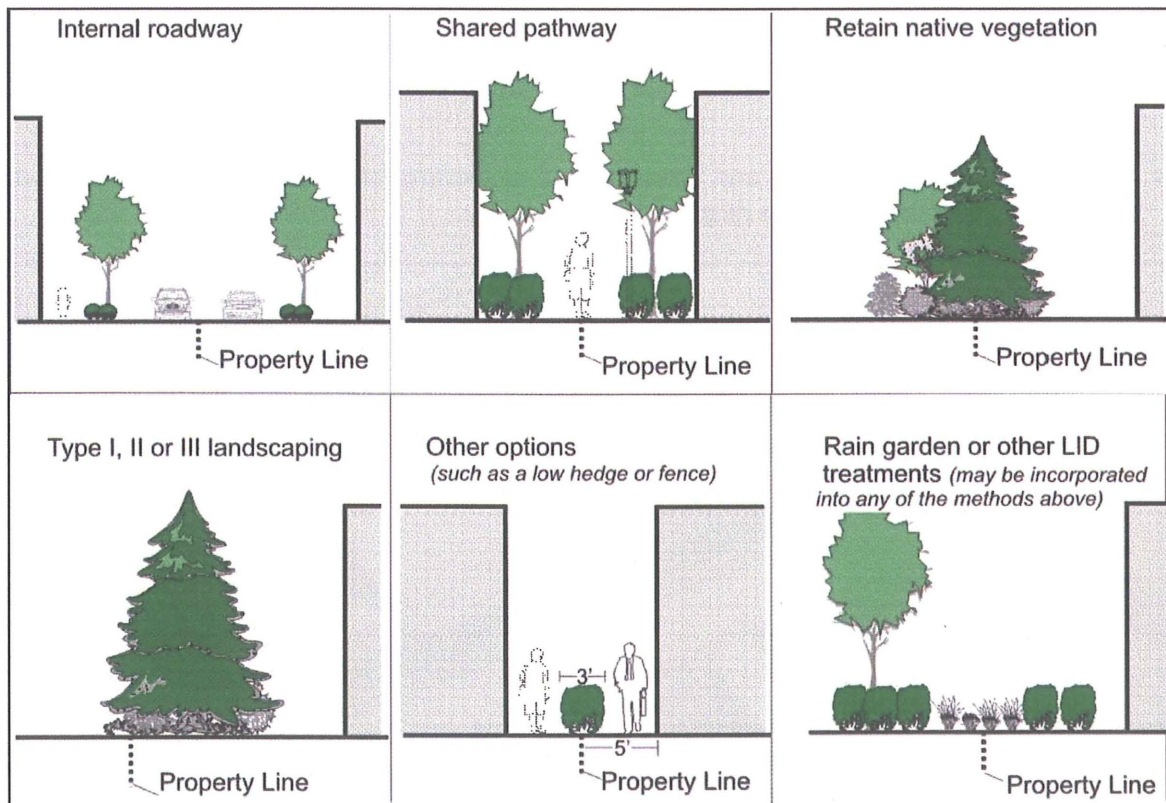 Internal roadway
Property Line
Shared pathway
Property Line
Retain native vegetation
Property Line
Type I, II or III landscaping
Property Line
Other options
(such as a low hedge or fence)
3'
5'
Property Line
Rain garden or other LID
treatments (may be incorporated
into any of the methods above)
Property Line